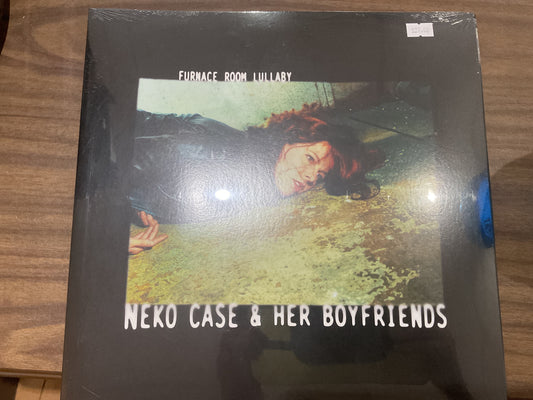 FURNACE ROOM LULLABY
NEKO CASE & HER BOYFRIENDS